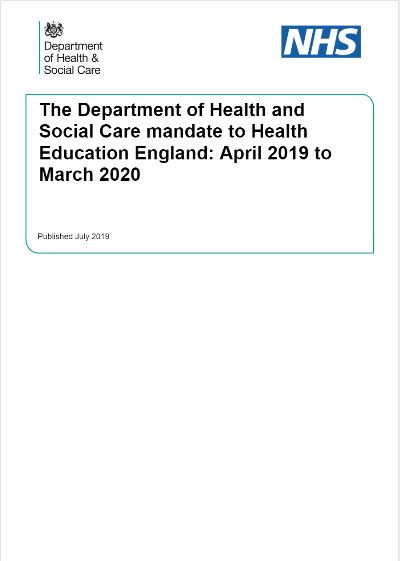 Department
of Health &
Social Care
NHS
The Department of Health and
Social Care mandate to Health
Education England: April 2019 to
March 2020
Published July 2019